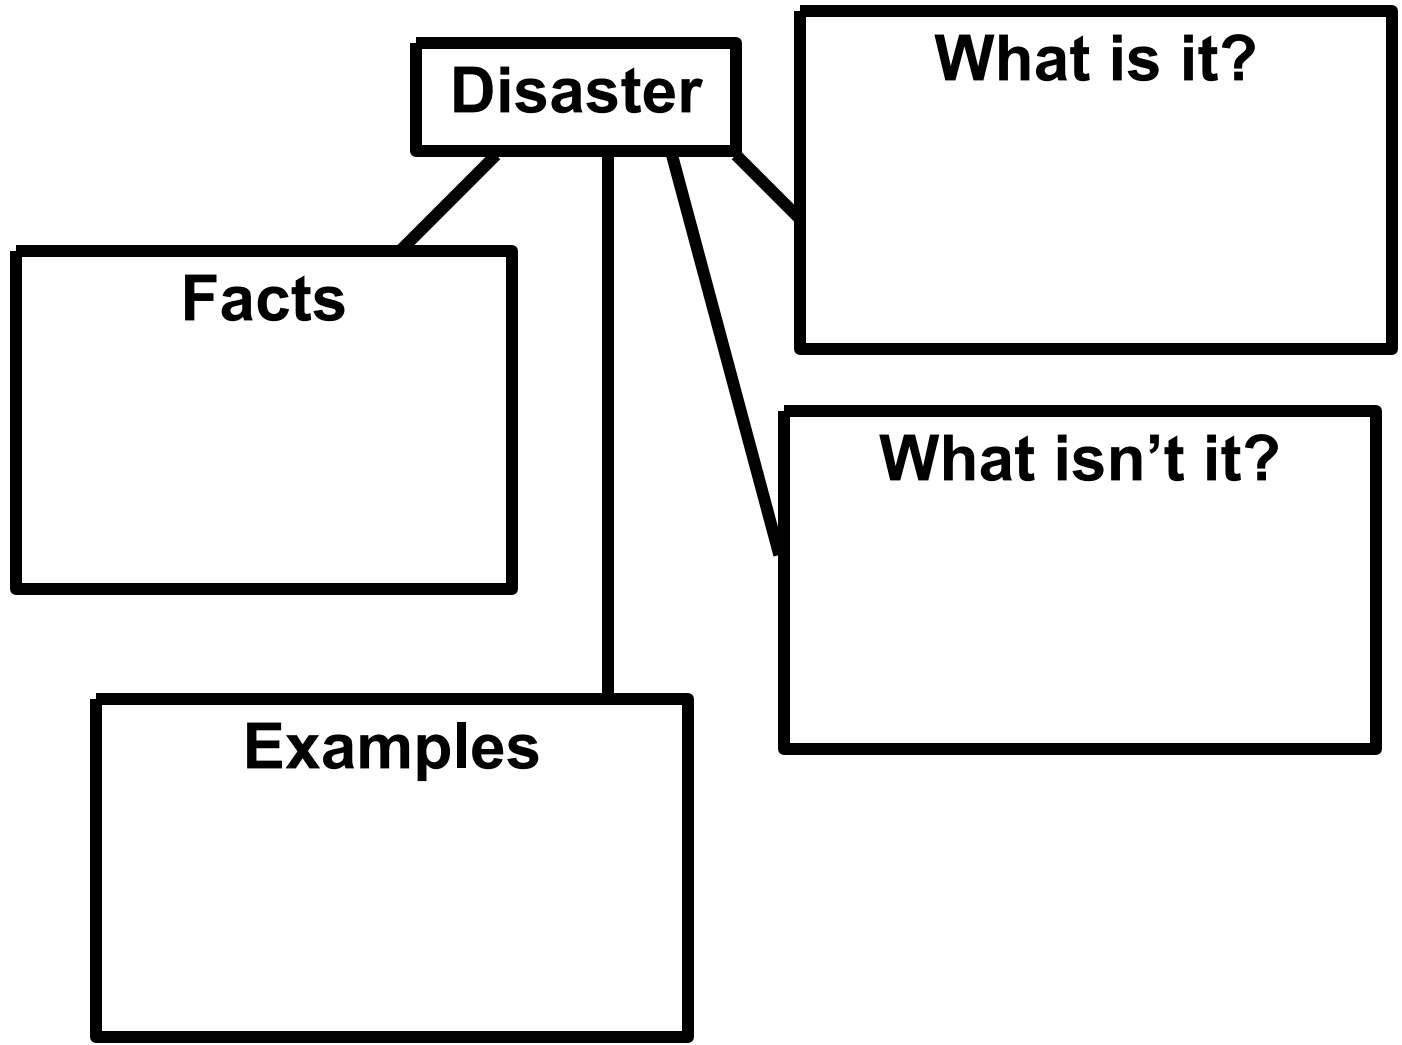 Disaster
What is it?
Facts
What isn’t it?
Examples